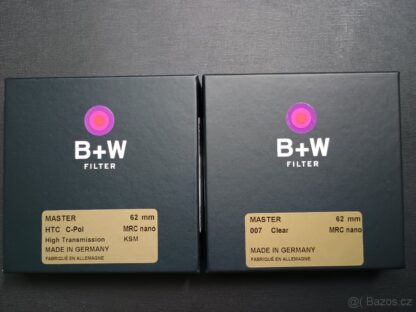 B+W
FILTER
MASTER 62 mm
HTC C-Pol MRC nano
High Transmission KSM
MADE IN GERMANY
FABRIQUÉ EN ALLEMAGNE
B+W
FILTER
MASTER 62 mm
007 Clear MRC nano
MADE IN GERMANY
FABRIQUÉ EN ALLEMAGNE
@( Bazos.cz